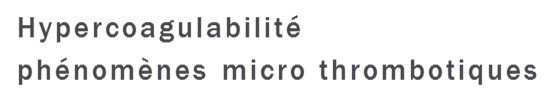 Hypercoagulabilité
phénomènes micro thrombotiques